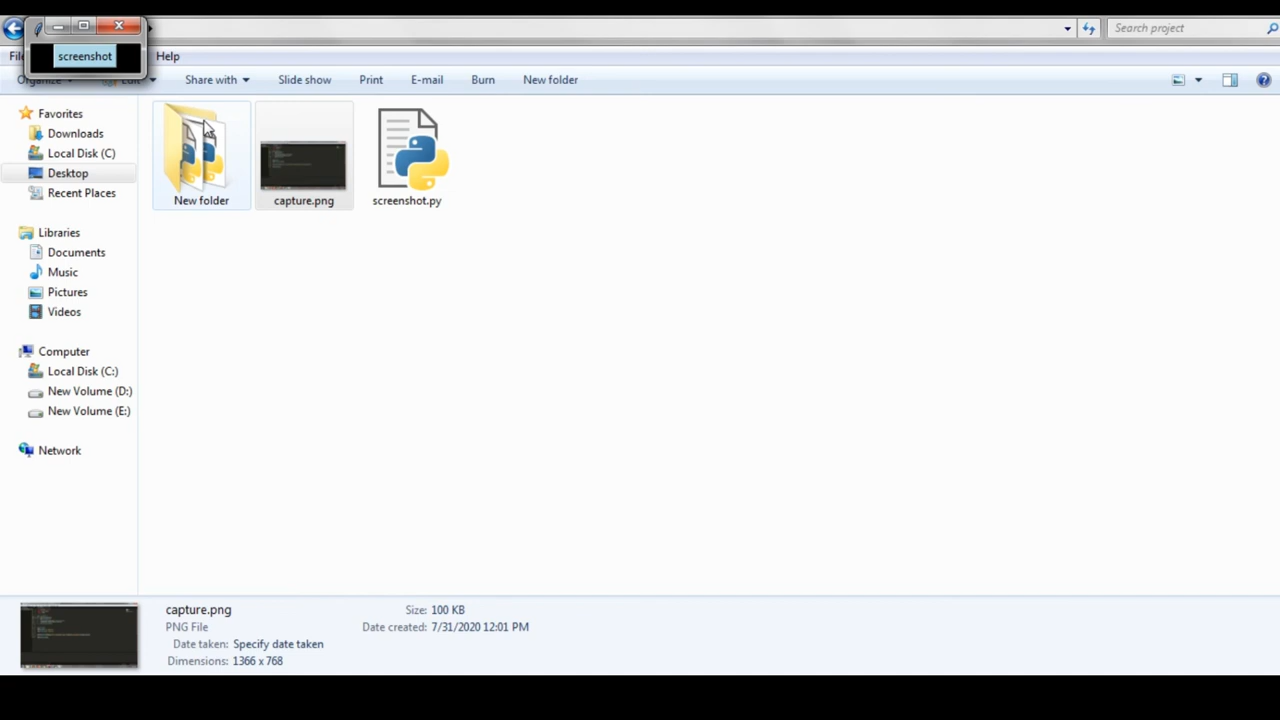 Search project
screenshot
Help
Share with
Slide show
Print
E-mail
Burn
New folder
Favorites
Downloads
Local Disk (C)
Desktop
Recent Places
Libraries
Documents
Music
Pictures
Videos
Computer
Local Disk (C:)
New Volume (D:)
New Volume (E:)
Network
New folder
capture.png
screenshot.py
capture.png
Size: 100 KB
PNG File
Date created: 7/31/2020 12:01 PM
Date taken: Specify date taken
Dimensions: 1366 x 768